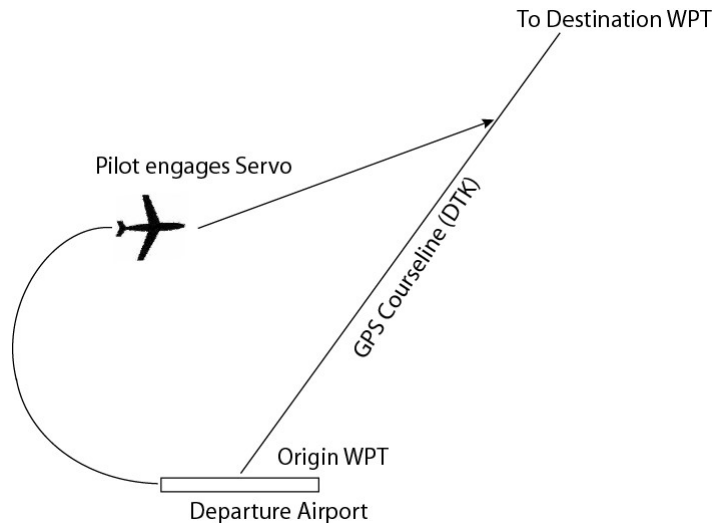 To Destination WPT
Pilot engages Servo
GPS Courseline (DTK)
Origin WPT
Departure Airport